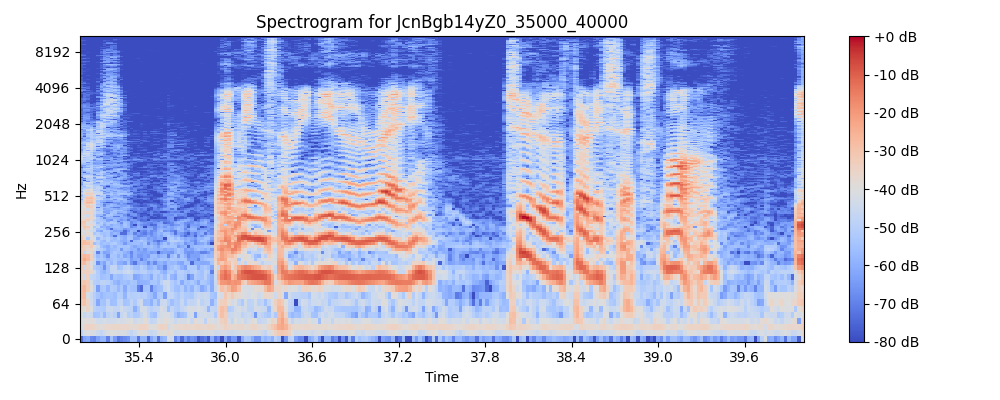 Spectrogram for JcnBgb14yZ0_35000_40000
Hz
8192
4096
2048
1024
512
256
128
64
0
35.4 36.0 36.6 37.2 37.8 38.4 39.0 39.6
Time
+0 dB
-10 dB
-20 dB
-30 dB
-40 dB
-50 dB
-60 dB
-70 dB
-80 dB